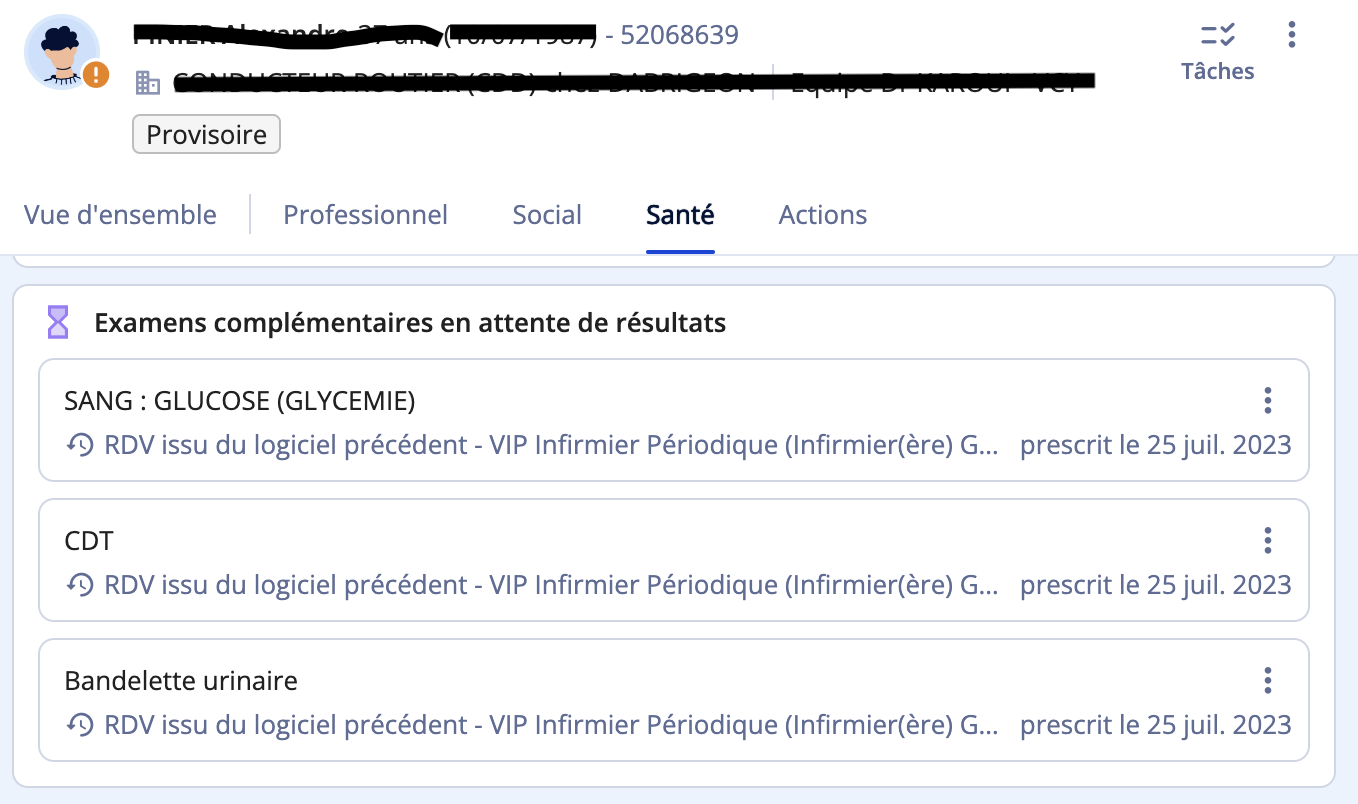 - 52068639
Tâches
Provisoire
Vue d'ensemble
Professionnel
Social
Santé
Actions
Examens complémentaires en attente de résultats
SANG : GLUCOSE (GLYCEMIE)
RDV issu du logiciel précédent - VIP Infirmier Périodique (Infirmier(ère) G... prescrit le 25 juil. 2023
CDT
RDV issu du logiciel précédent - VIP Infirmier Périodique (Infirmier(ère) G... prescrit le 25 juil. 2023
Bandelette urinaire
RDV issu du logiciel précédent - VIP Infirmier Périodique (Infirmier(ère) G... prescrit le 25 juil. 2023